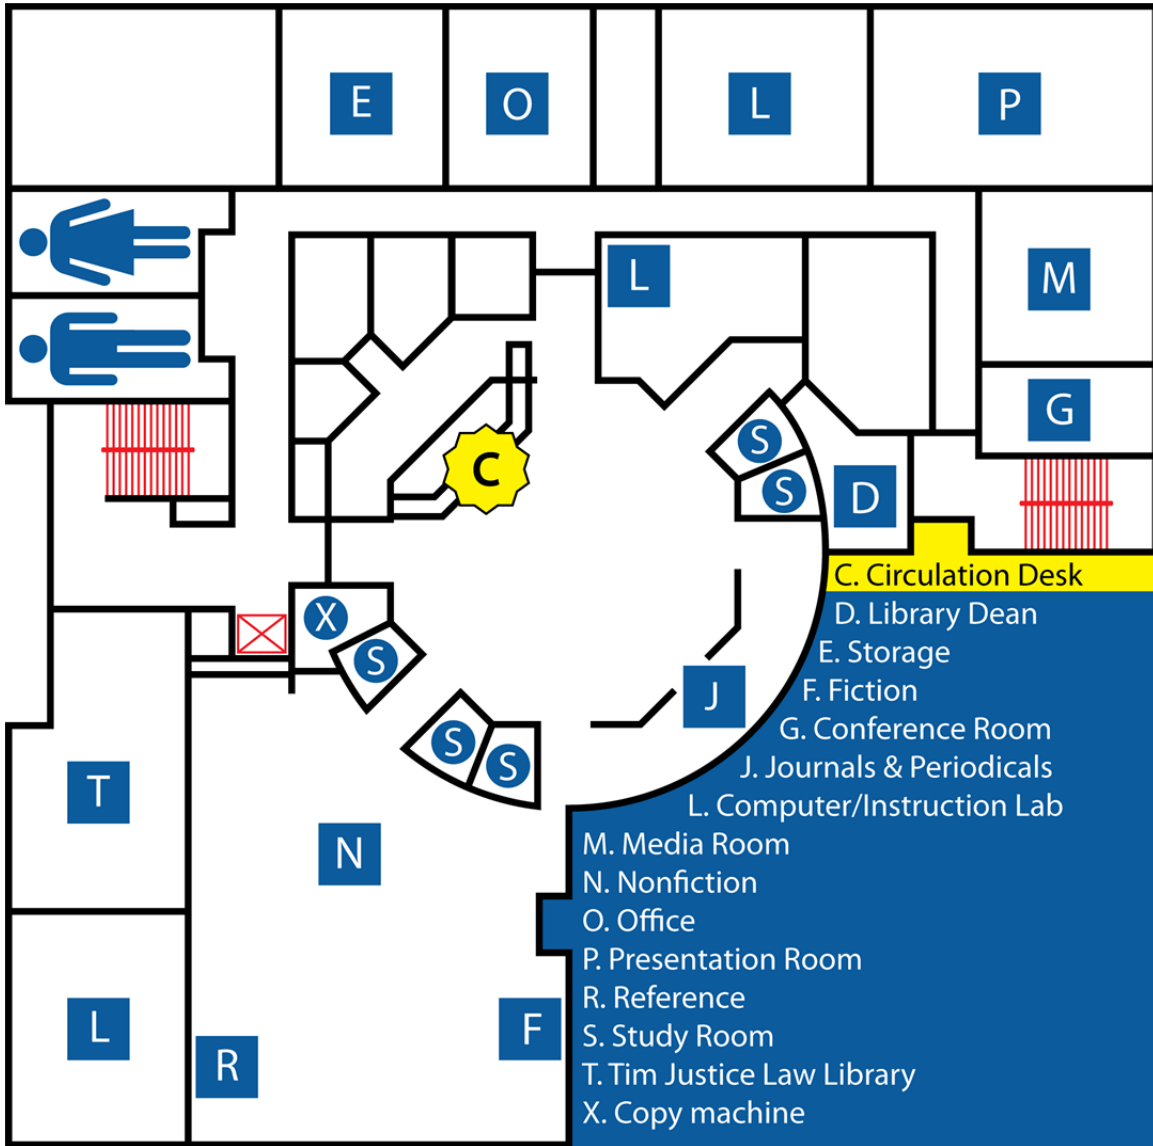 E O L P
L M
G
S
C
S D
C. Circulation Desk
X D. Library Dean
S E. Storage
J F. Fiction
G. Conference Room
S S J. Journals & Periodicals
T L. Computer/Instruction Lab
N M. Media Room
N. Nonfiction
O. Office
P. Presentation Room
R. Reference
L F S. Study Room
R T. Tim Justice Law Library
X. Copy machine